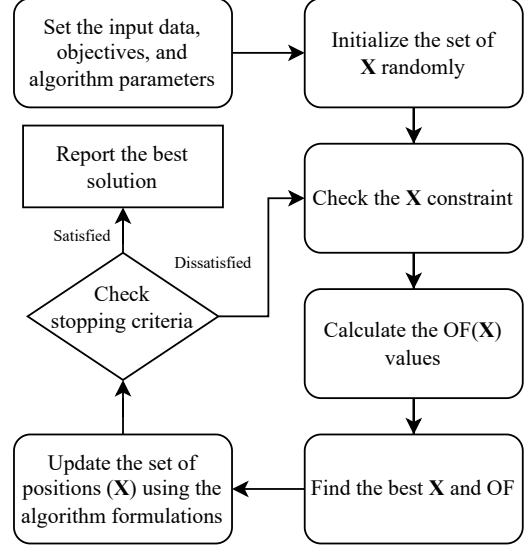 Set the input data,
objectives, and
algorithm parameters
Initialize the set of
X randomly
Check the X constraint
Calculate the OF(X)
values
Find the best X and OF
Update the set of
positions (X) using the
algorithm formulations
Check
stopping criteria
Dissatisfied
Satisfied
Report the best
solution